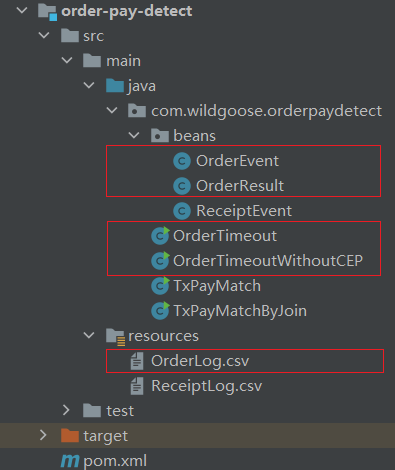 order-pay-detect
src
main
java
com.wildgoose.orderpaydetect
beans
OrderEvent
OrderResult
ReceiptEvent
OrderTimeout
OrderTimeoutWithoutCEP
TxPayMatch
TxPayMatchByJoin
resources
OrderLog.csv
ReceiptLog.csv
test
target
pom.xml